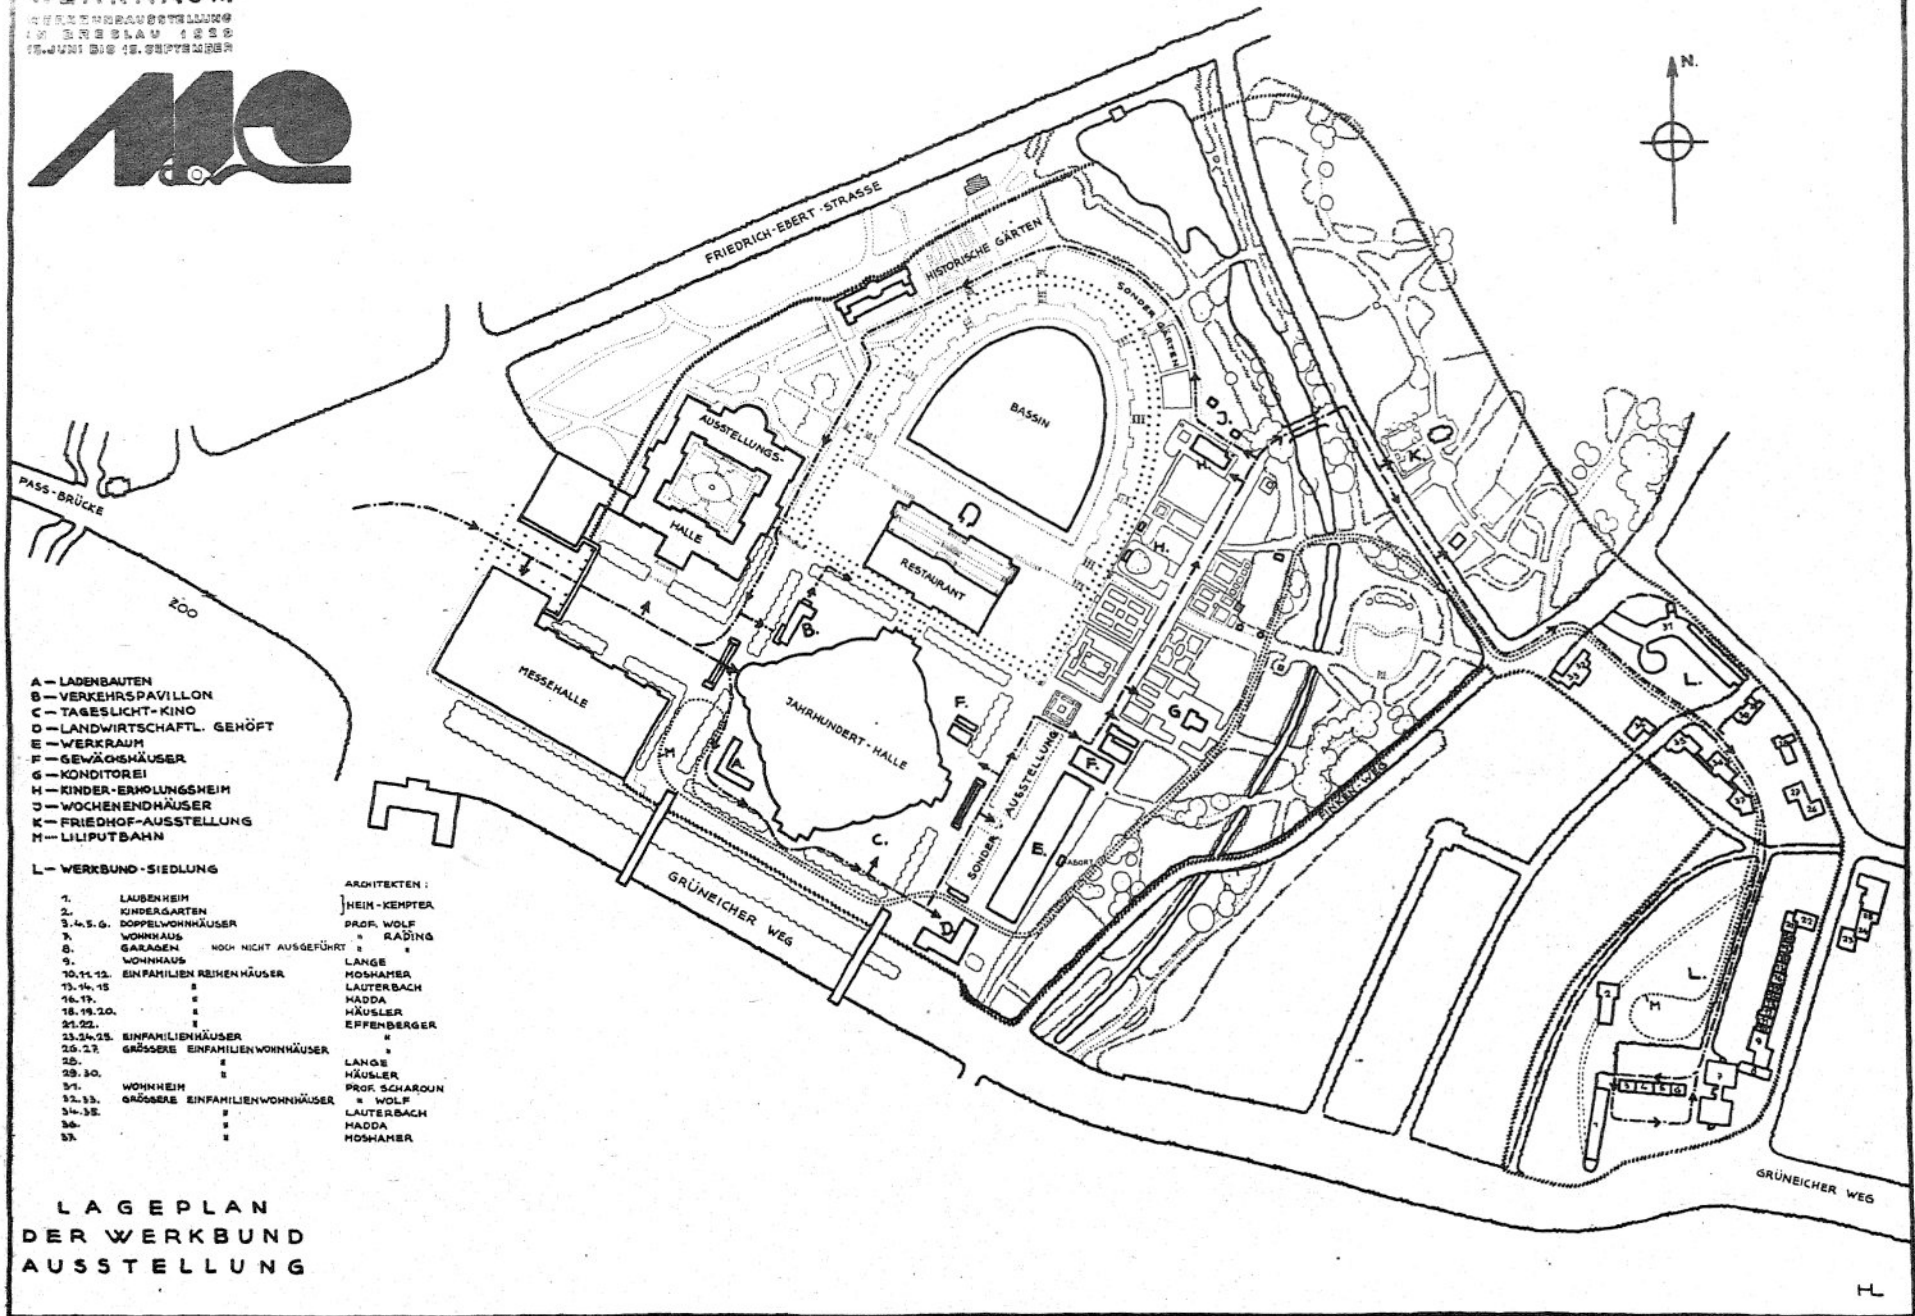 WERKBUNDAUSSTELLUNG
IN BRESLAU 1929
15.JUNI BIS 15.SEPTEMBER
N.
FRIEDRICH-EBERT-STRASSE
HISTORISCHE GÄRTEN
SONDER GÄRTEN
BASSIN
AUSSTELLUNGS-
HALLE
RESTAURANT
PASS-BRÜCKE
ZOO
MESSEHALLE
JAHRHUNDERT-HALLE
B.
A.
M
C.
D.
E.
ABORT
F.
F.
G
H.
H.
J.
K.
L.
L.
M
SONDER AUSSTELLUNG
FINKEN-WEG
GRÜNEICHER WEG
GRÜNEICHER WEG
A — LADENBAUTEN
B — VERKEHRSPAVILLON
C — TAGESLICHT-KINO
D — LANDWIRTSCHAFTL. GEHÖFT
E — WERKRAUM
F — GEWÄCHSHÄUSER
G — KONDITOREI
H — KINDER-ERHOLUNGSHEIM
J — WOCHENENDHÄUSER
K — FRIEDHOF-AUSSTELLUNG
M — LILIPUTBAHN
L — WERKBUND-SIEDLUNG
ARCHITEKTEN:
1. LAUBENHEIM
2. KINDERGARTEN } HEIM-KEMPTER
3.4.5.6. DOPPELWOHNHÄUSER PROF. WOLF
7. WOHNHAUS " RADING
8. GARAGEN NOCH NICHT AUSGEFÜHRT " "
9. WOHNHAUS LANGE
10.11.12. EINFAMILIEN REIHENHÄUSER MOSHAMER
13.14.15 " LAUTERBACH
16.17. " HADDA
18.19.20. " HÄUSLER
21.22. " EFFENBERGER
23.24.25. EINFAMILIENHÄUSER "
26.27. GRÖSSERE EINFAMILIENWOHNHÄUSER "
28. " LANGE
29.30. " HÄUSLER
31. WOHNHEIM PROF. SCHAROUN
32.33. GRÖSSERE EINFAMILIENWOHNHÄUSER " WOLF
34.35. " LAUTERBACH
36. " HADDA
37. " MOSHAMER
LAGEPLAN
DER WERKBUND
AUSSTELLUNG
HL